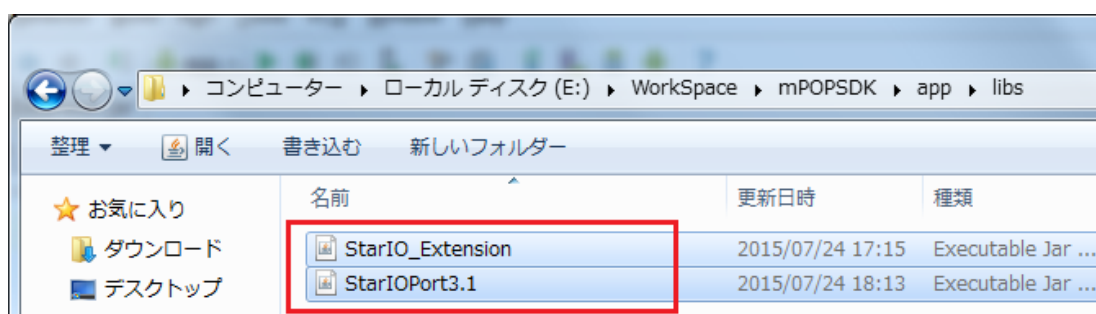 コンピューター ▸ ローカル ディスク (E:) ▸ WorkSpace ▸ mPOPSDK ▸ app ▸ libs
整理 ▼ 開く 書き込む 新しいフォルダー
お気に入り
ダウンロード
デスクトップ
名前 更新日時 種類
StarIO_Extension 2015/07/24 17:15 Executable Jar ...
StarIOPort3.1 2015/07/24 18:13 Executable Jar ...